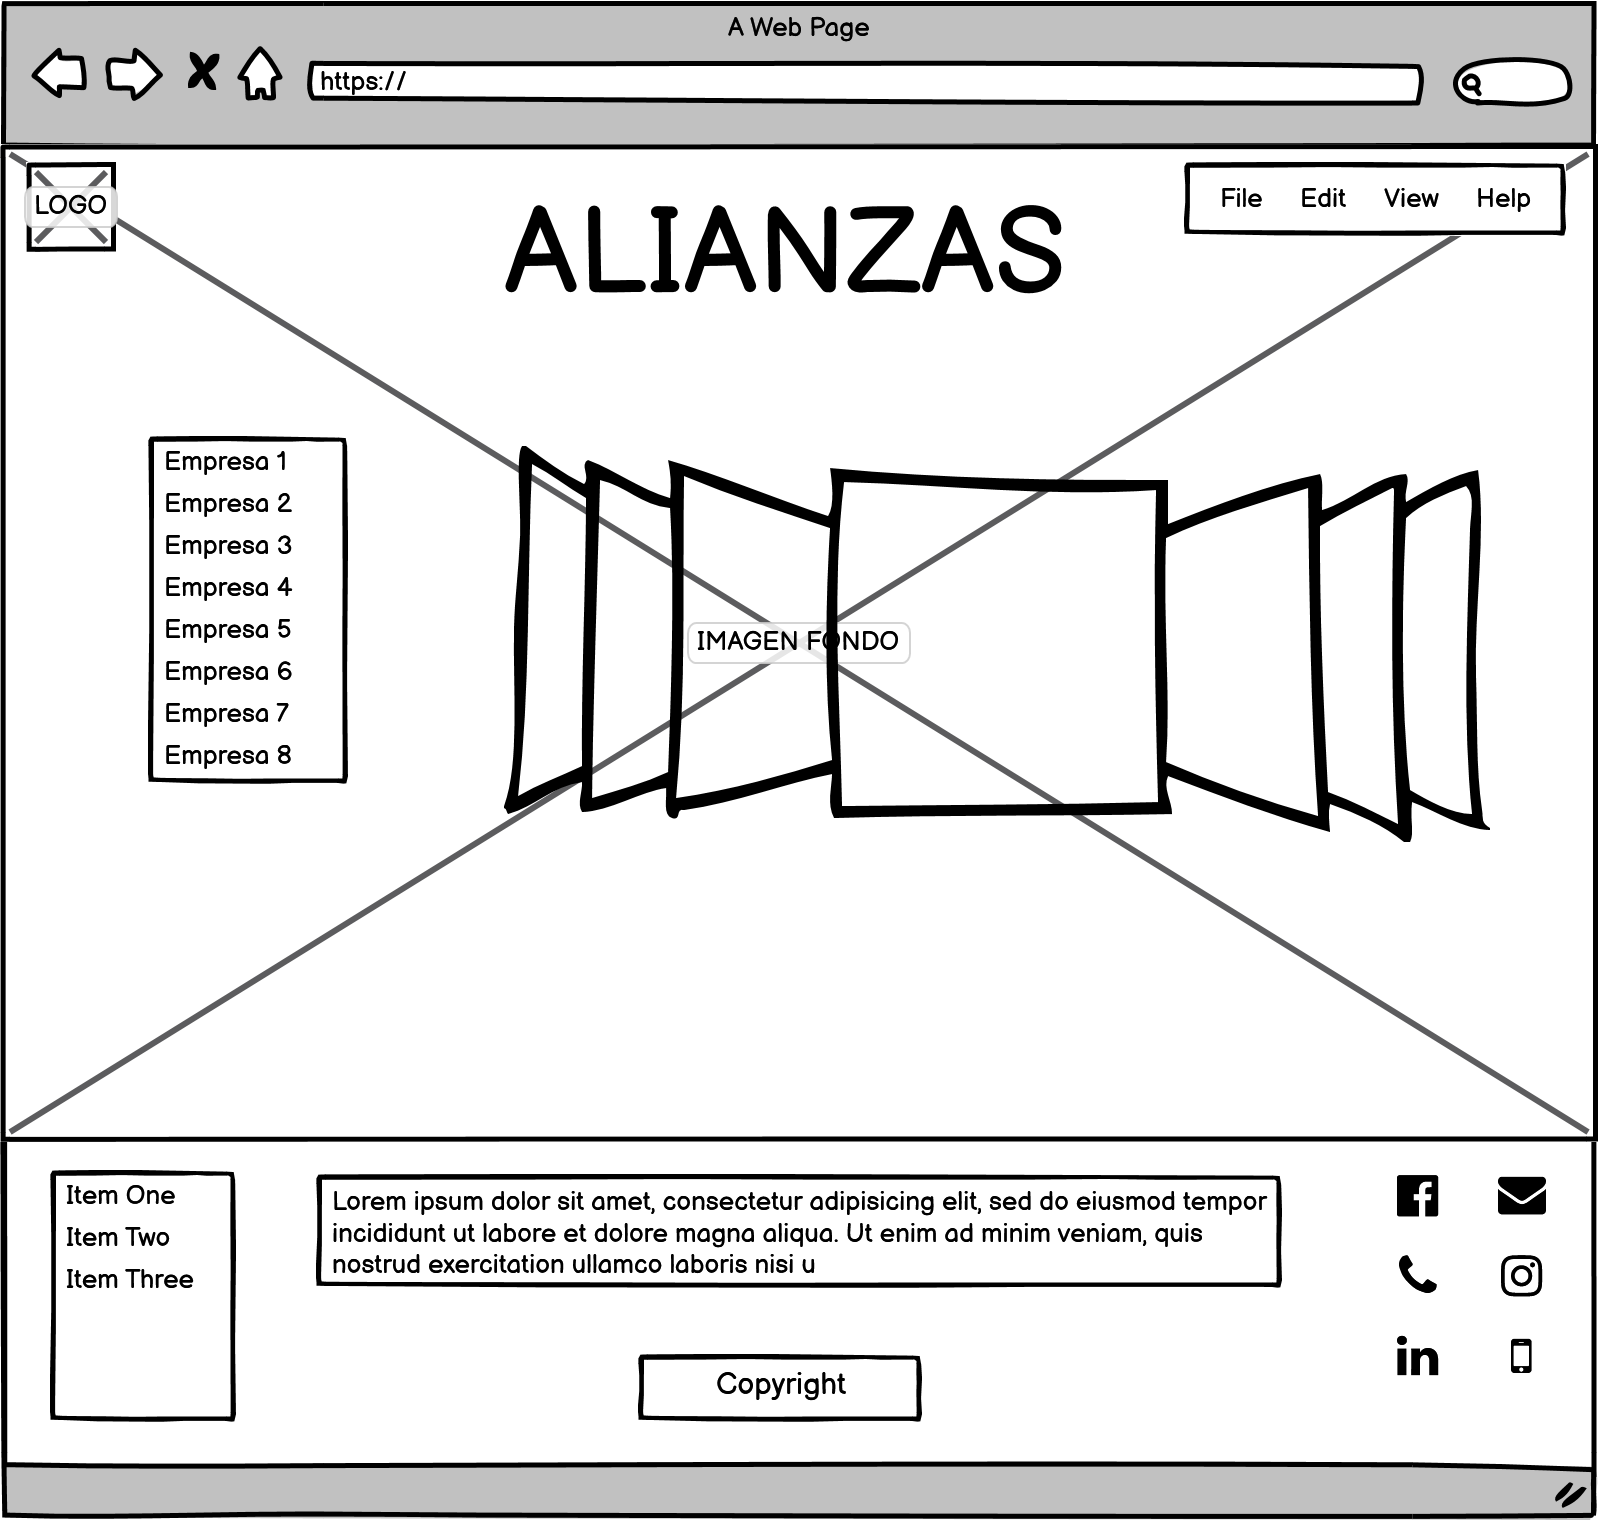 A Web Page
https://
LOGO
File Edit View Help
ALIANZAS
Empresa 1
Empresa 2
Empresa 3
Empresa 4
Empresa 5
Empresa 6
Empresa 7
Empresa 8
IMAGEN FONDO
Item One
Item Two
Item Three
Lorem ipsum dolor sit amet, consectetur adipisicing elit, sed do eiusmod tempor
incididunt ut labore et dolore magna aliqua. Ut enim ad minim veniam, quis
nostrud exercitation ullamco laboris nisi u
Copyright